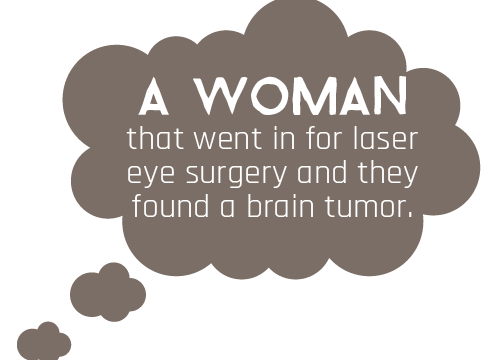 A WOMAN
that went in for laser
eye surgery and they
found a brain tumor.